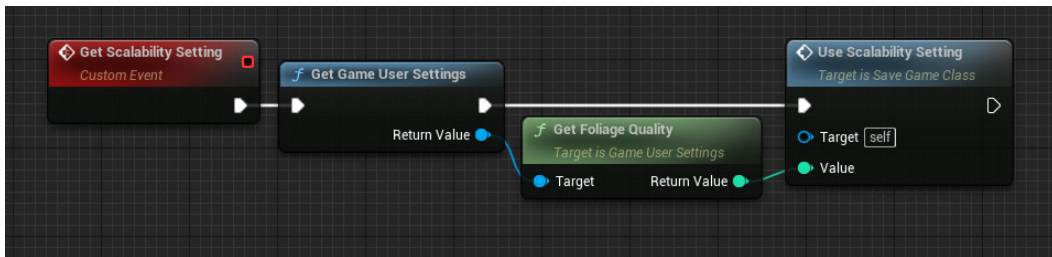 Get Scalability Setting
Custom Event
f Get Game User Settings
Return Value
f Get Foliage Quality
Target is Game User Settings
Target Return Value
Use Scalability Setting
Target is Save Game Class
Target self
Value